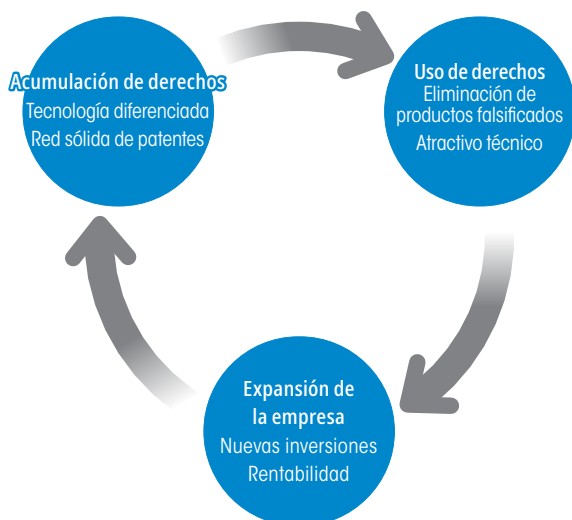 Acumulación de derechos
Tecnología diferenciada
Red sólida de patentes
Uso de derechos
Eliminación de
productos falsificados
Atractivo técnico
Expansión de
la empresa
Nuevas inversiones
Rentabilidad